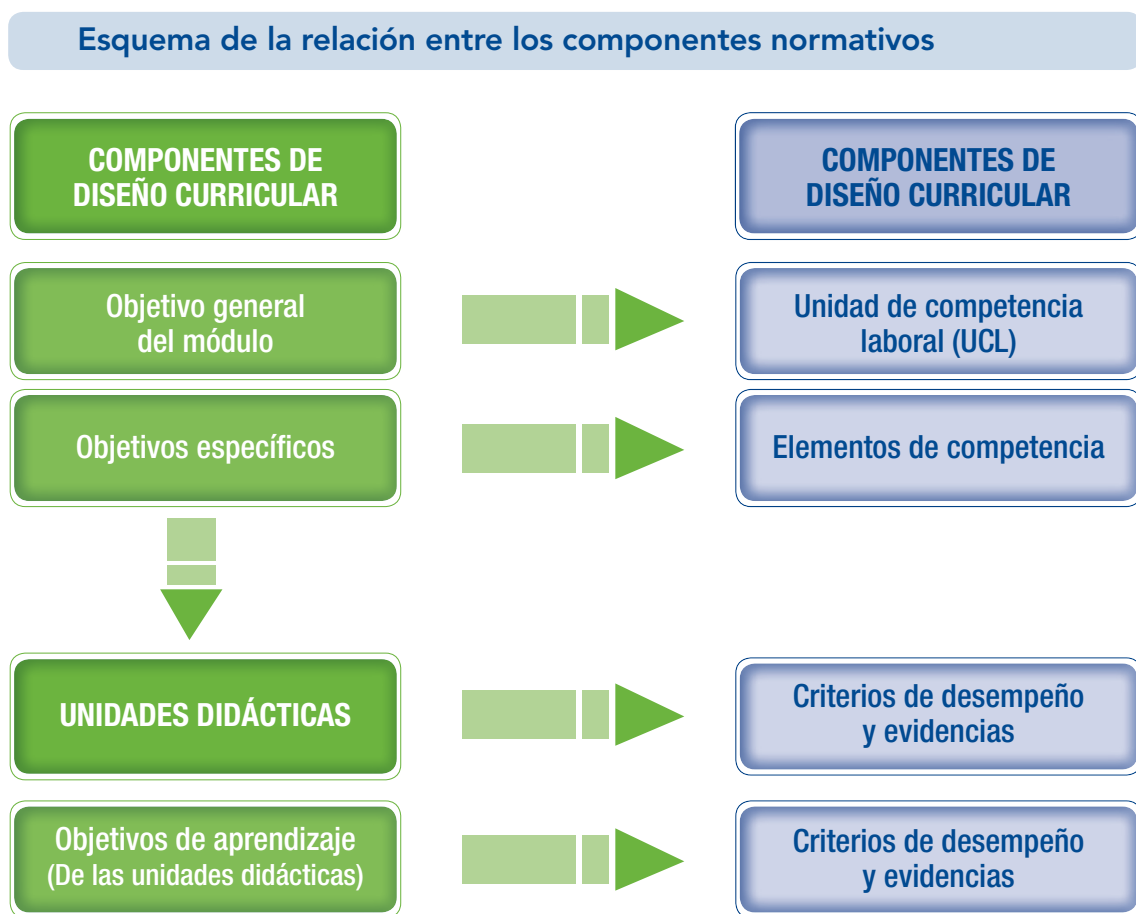 Esquema de la relación entre los componentes normativos
COMPONENTES DE
DISEÑO CURRICULAR
COMPONENTES DE
DISEÑO CURRICULAR
Objetivo general
del módulo
Unidad de competencia
laboral (UCL)
Objetivos específicos
Elementos de competencia
UNIDADES DIDÁCTICAS
Criterios de desempeño
y evidencias
Objetivos de aprendizaje
(De las unidades didácticas)
Criterios de desempeño
y evidencias